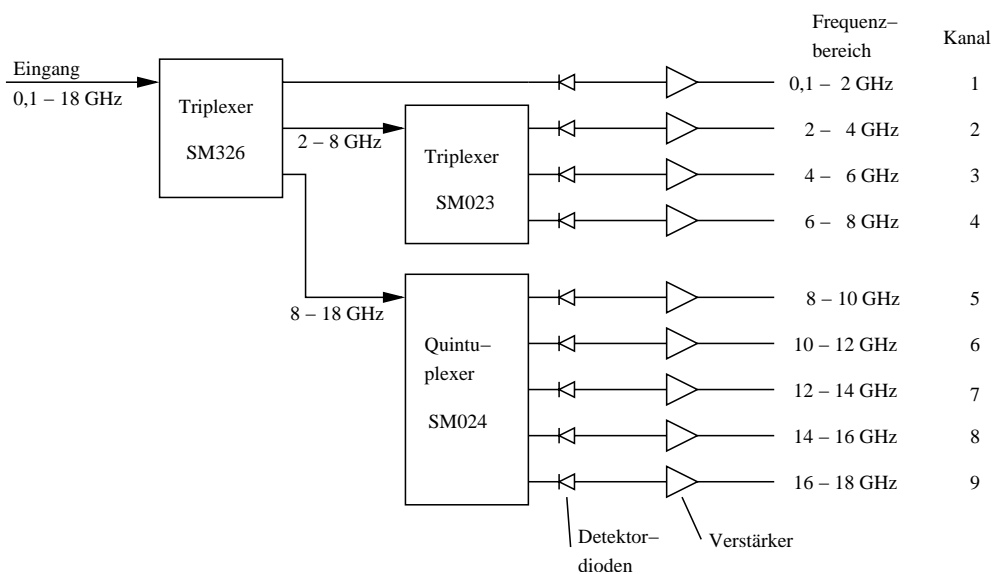 Frequenz–
bereich
Kanal
Eingang
0,1 – 18 GHz
Triplexer
SM326
0,1 – 2 GHz
1
2 – 8 GHz
Triplexer
SM023
2 – 4 GHz
2
4 – 6 GHz
3
6 – 8 GHz
4
8 – 18 GHz
Quintu–
plexer
SM024
8 – 10 GHz
5
10 – 12 GHz
6
12 – 14 GHz
7
14 – 16 GHz
8
16 – 18 GHz
9
Detektor–
dioden
Verstärker